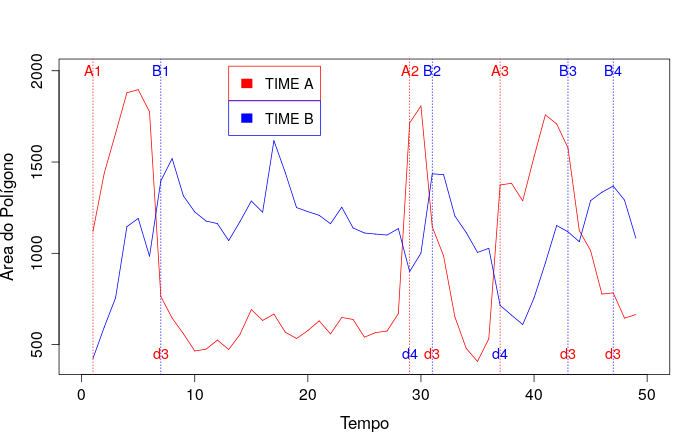 A1 B1 A2 B2 A3 B3 B4
TIME A
TIME B
2000
1500
1000
500
Área do Polígono
d3 d4 d3 d4 d3 d3
0 10 20 30 40 50
Tempo